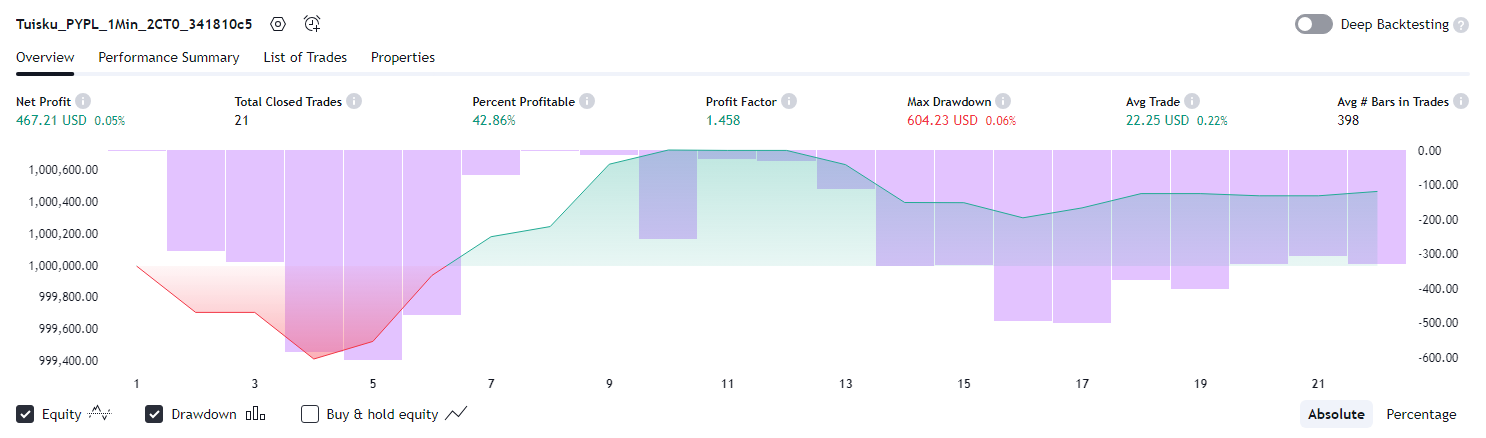 Tuisku_PYPL_1Min_2CT0_341810c5
Deep Backtesting ?
Overview Performance Summary List of Trades Properties
Net Profit Total Closed Trades Percent Profitable Profit Factor Max Drawdown Avg Trade Avg # Bars in Trades
467.21 USD 0.05% 21 42.86% 1.458 604.23 USD 0.06% 22.25 USD 0.22% 398
1,000,600.00
1,000,400.00
1,000,200.00
1,000,000.00
999,800.00
999,600.00
999,400.00
0.00
-100.00
-200.00
-300.00
-400.00
-500.00
-600.00
1 3 5 7 9 11 13 15 17 19 21
Equity Drawdown Buy & hold equity Absolute Percentage